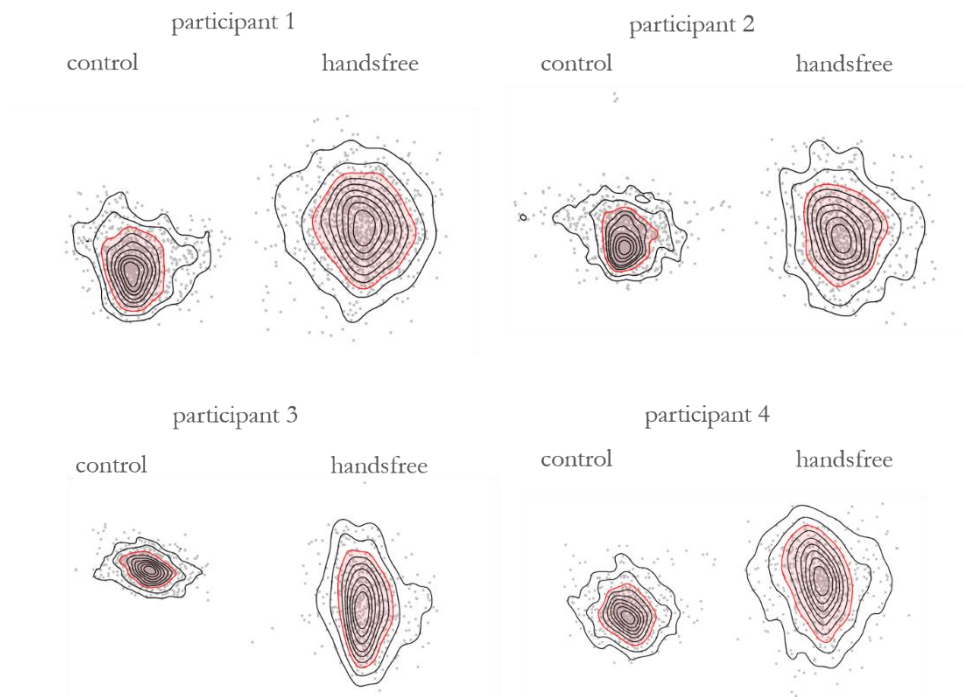 participant 1
control handsfree
participant 2
control handsfree
participant 3
control handsfree
participant 4
control handsfree